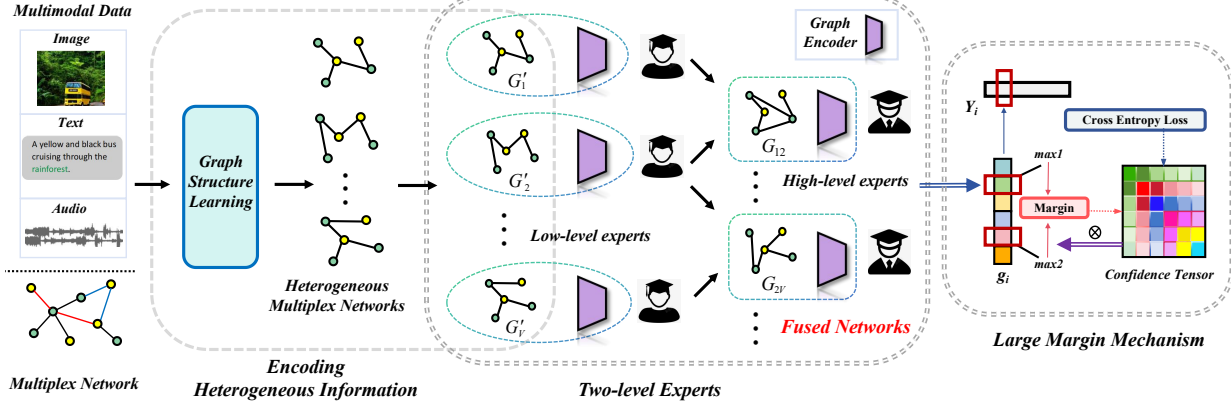 Multimodal Data
Image
Text
A yellow and black bus
cruising through the
rainforest.
Audio
Multiplex Network
Graph
Structure
Learning
Heterogeneous
Multiplex Networks
Encoding
Heterogeneous Information
G'1
G'2
G'V
Low-level experts
Graph
Encoder
G12
High-level experts
G2V
Fused Networks
Two-level Experts
Yi
Cross Entropy Loss
max1
Margin
⊗
max2
gi
Confidence Tensor
Large Margin Mechanism